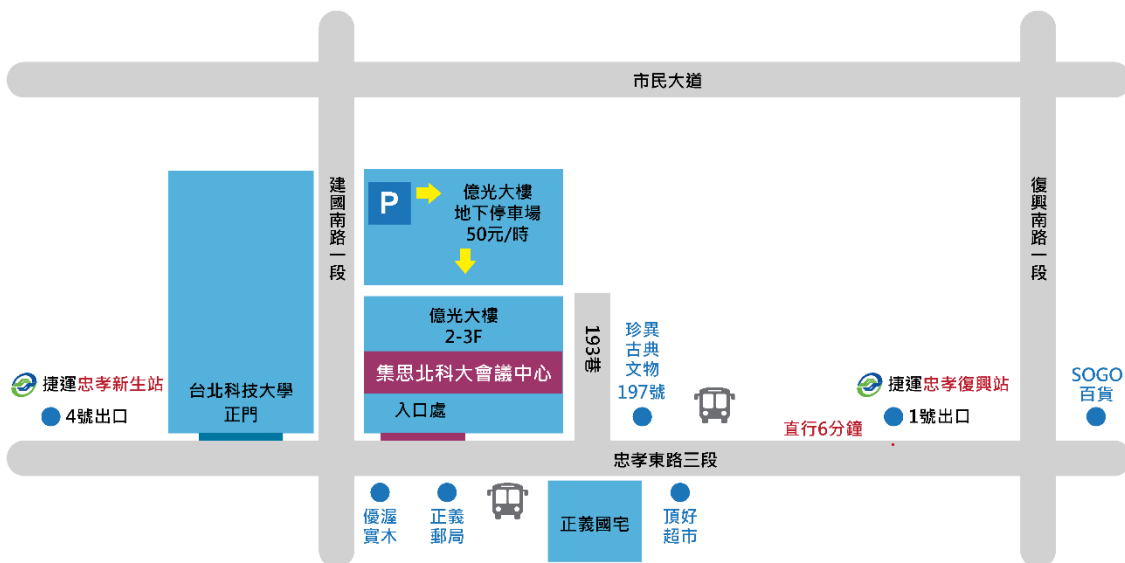 市民大道
建國南路一段
復興南路一段
P
億光大樓
地下停車場
50元/時
億光大樓
2-3F
集思北科大會議中心
入口處
193巷
珍異
古典
文物
197號
捷運忠孝新生站
4號出口
台北科技大學
正門
捷運忠孝復興站
1號出口
直行6分鐘
SOGO
百貨
忠孝東路三段
優渥
實木
正義
郵局
正義國宅
頂好
超市